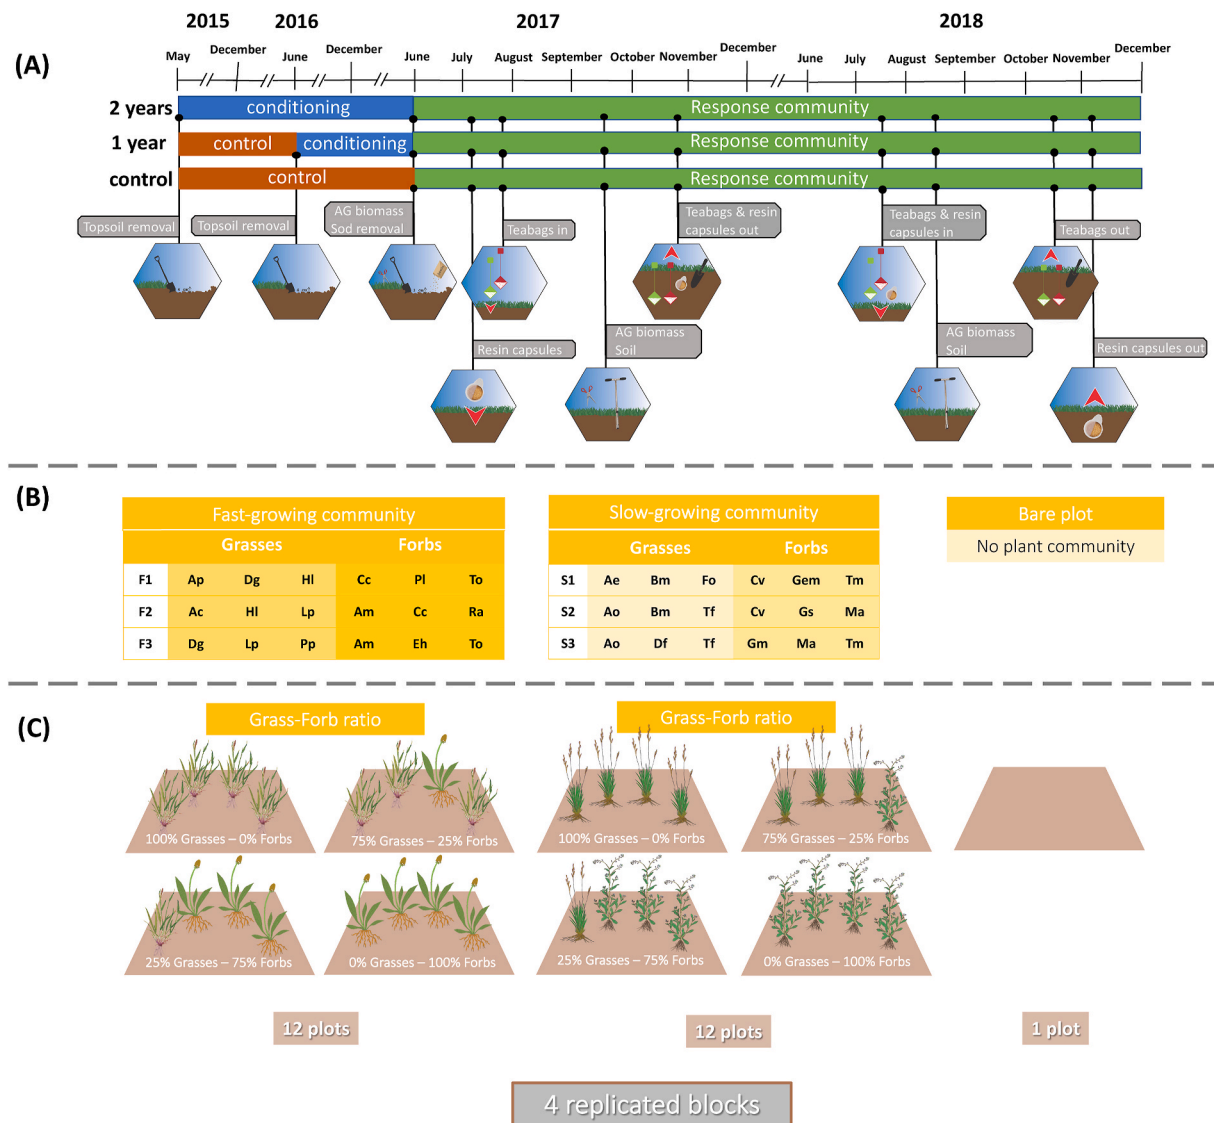 2015 2016 2017 2018
(A)
May December June December June July August September October November December June July August September October November December
2 years conditioning Response community
1 year control conditioning Response community
control control Response community
Topsoil removal
Topsoil removal
AG biomass
Sod removal
Teabags in
Teabags & resin
capsules out
Teabags & resin
capsules in
Teabags out
Resin capsules
AG biomass
Soil
AG biomass
Soil
Resin capsules out
(B)
Fast-growing community
Grasses Forbs
F1 Ap Dg Hl Cc Pl To
F2 Ac Hl Lp Am Cc Ra
F3 Dg Lp Pp Am Eh To
Slow-growing community
Grasses Forbs
S1 Ae Bm Fo Cv Gem Tm
S2 Ao Bm Tf Cv Gs Ma
S3 Ao Df Tf Gm Ma Tm
Bare plot
No plant community
(C)
Grass-Forb ratio
100% Grasses – 0% Forbs
75% Grasses – 25% Forbs
25% Grasses – 75% Forbs
0% Grasses – 100% Forbs
12 plots
Grass-Forb ratio
100% Grasses – 0% Forbs
75% Grasses – 25% Forbs
25% Grasses – 75% Forbs
0% Grasses – 100% Forbs
12 plots
1 plot
4 replicated blocks